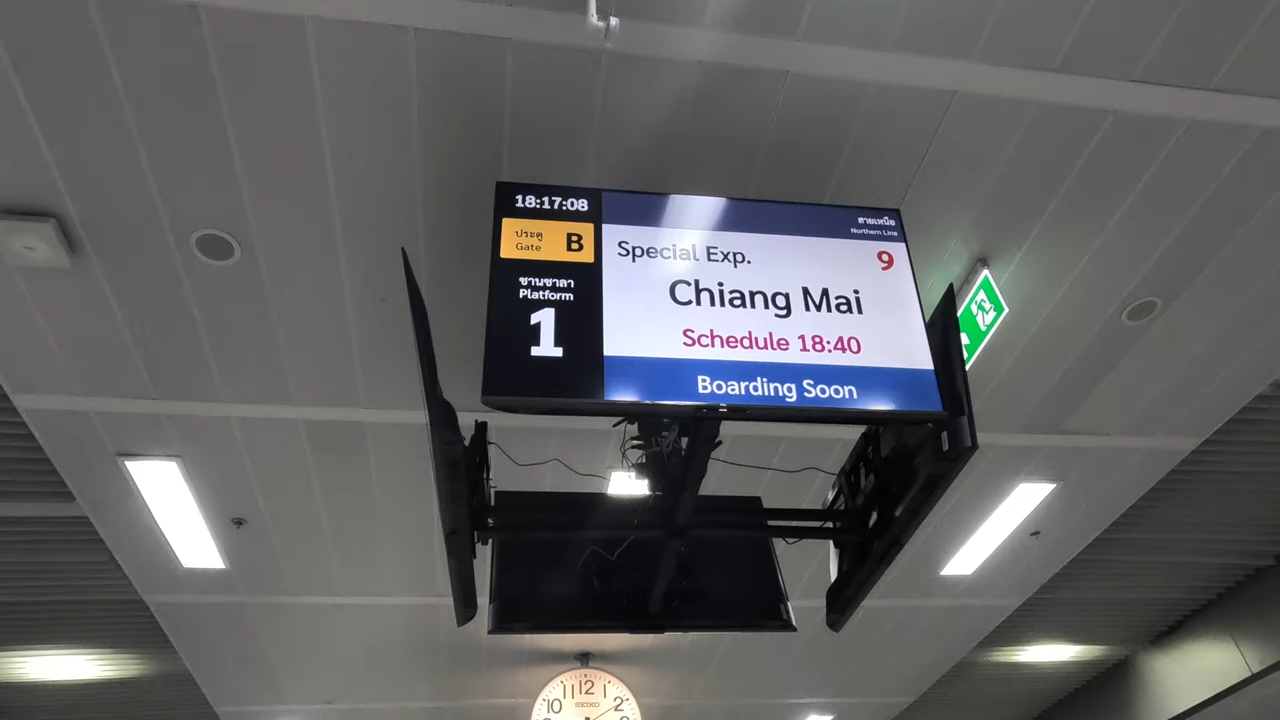 18:17:08
ประตู
Gate
B
ชานชาลา
Platform
1
สายเหนือ
Northern Line
Special Exp.
9
Chiang Mai
Schedule 18:40
Boarding Soon
12
10
2
SEIKO